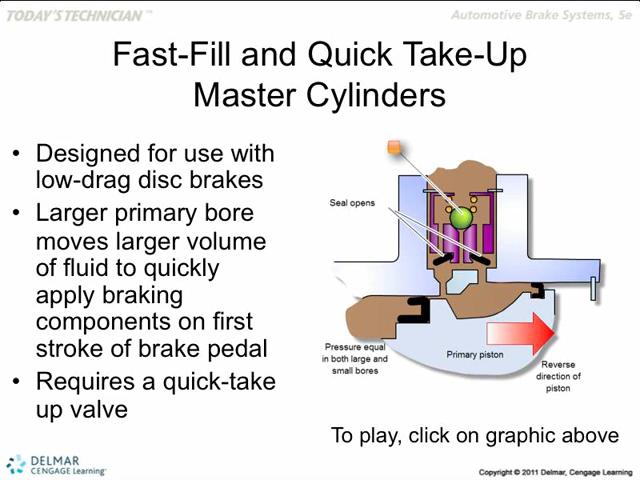 TODAY'S TECHNICIAN™
Automotive Brake Systems, 5e
Fast-Fill and Quick Take-Up
Master Cylinders
• Designed for use with
low-drag disc brakes
• Larger primary bore
moves larger volume
of fluid to quickly
apply braking
components on first
stroke of brake pedal
• Requires a quick-take
up valve
Seal opens
Pressure equal
in both large and
small bores
Primary piston
Reverse
direction of
piston
To play, click on graphic above
DELMAR
CENGAGE Learning™
Copyright © 2011 Delmar, Cengage Learning